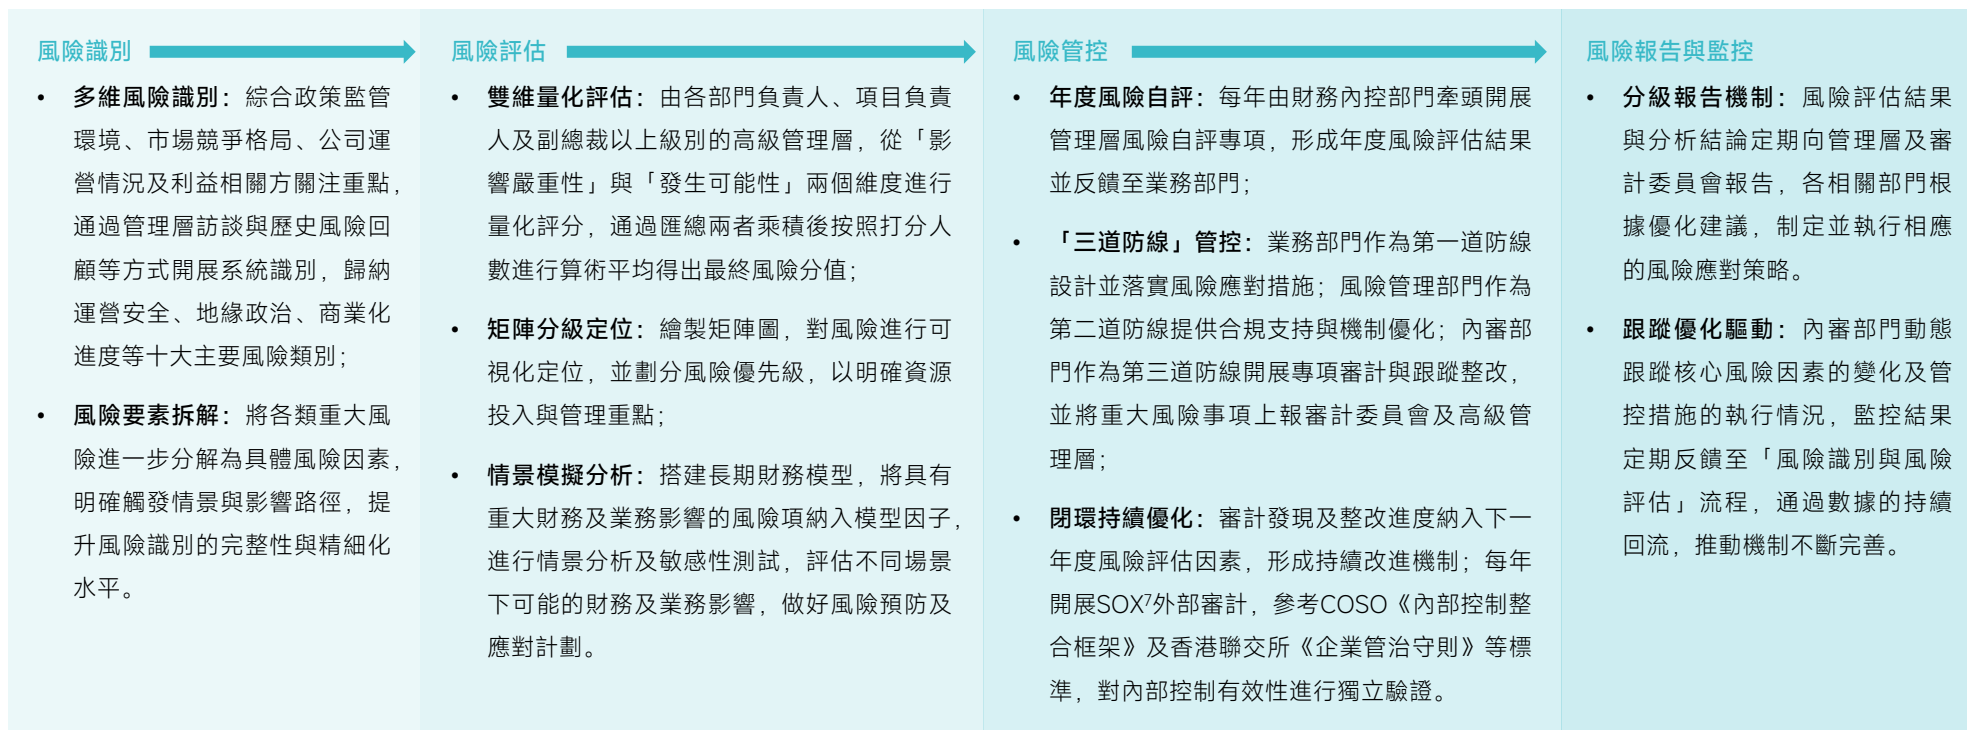 風險識別
• 多維風險識別：綜合政策監管
環境、市場競爭格局、公司運
營情況及利益相關方關注重點，
通過管理層訪談與歷史風險回
顧等方式開展系統識別，歸納
運營安全、地緣政治、商業化
進度等十大主要風險類別；
• 風險要素拆解：將各類重大風
險進一步分解為具體風險因素，
明確觸發情景與影響路徑，提
升風險識別的完整性與精細化
水平。
風險評估
• 雙維量化評估：由各部門負責人、項目負責
人及副總裁以上級別的高級管理層，從「影
響嚴重性」與「發生可能性」兩個維度進行
量化評分，通過匯總兩者乘積後按照打分人
數進行算術平均得出最終風險分值；
• 矩陣分級定位：繪製矩陣圖，對風險進行可
視化定位，並劃分風險優先級，以明確資源
投入與管理重點；
• 情景模擬分析：搭建長期財務模型，將具有
重大財務及業務影響的風險項納入模型因子，
進行情景分析及敏感性測試，評估不同場景
下可能的財務及業務影響，做好風險預防及
應對計劃。
風險管控
• 年度風險自評：每年由財務內控部門牽頭開展
管理層風險自評專項，形成年度風險評估結果
並反饋至業務部門；
• 「三道防線」管控：業務部門作為第一道防線
設計並落實風險應對措施；風險管理部門作為
第二道防線提供合規支持與機制優化；內審部
門作為第三道防線開展專項審計與跟蹤整改，
並將重大風險事項上報審計委員會及高級管
理層；
• 閉環持續優化：審計發現及整改進度納入下一
年度風險評估因素，形成持續改進機制；每年
開展SOX⁷外部審計，參考COSO《內部控制整
合框架》及香港聯交所《企業管治守則》等標
準，對內部控制有效性進行獨立驗證。
風險報告與監控
• 分級報告機制：風險評估結果
與分析結論定期向管理層及審
計委員會報告，各相關部門根
據優化建議，制定並執行相應
的風險應對策略。
• 跟蹤優化驅動：內審部門動態
跟蹤核心風險因素的變化及管
控措施的執行情況，監控結果
定期反饋至「風險識別與風險
評估」流程，通過數據的持續
回流，推動機制不斷完善。